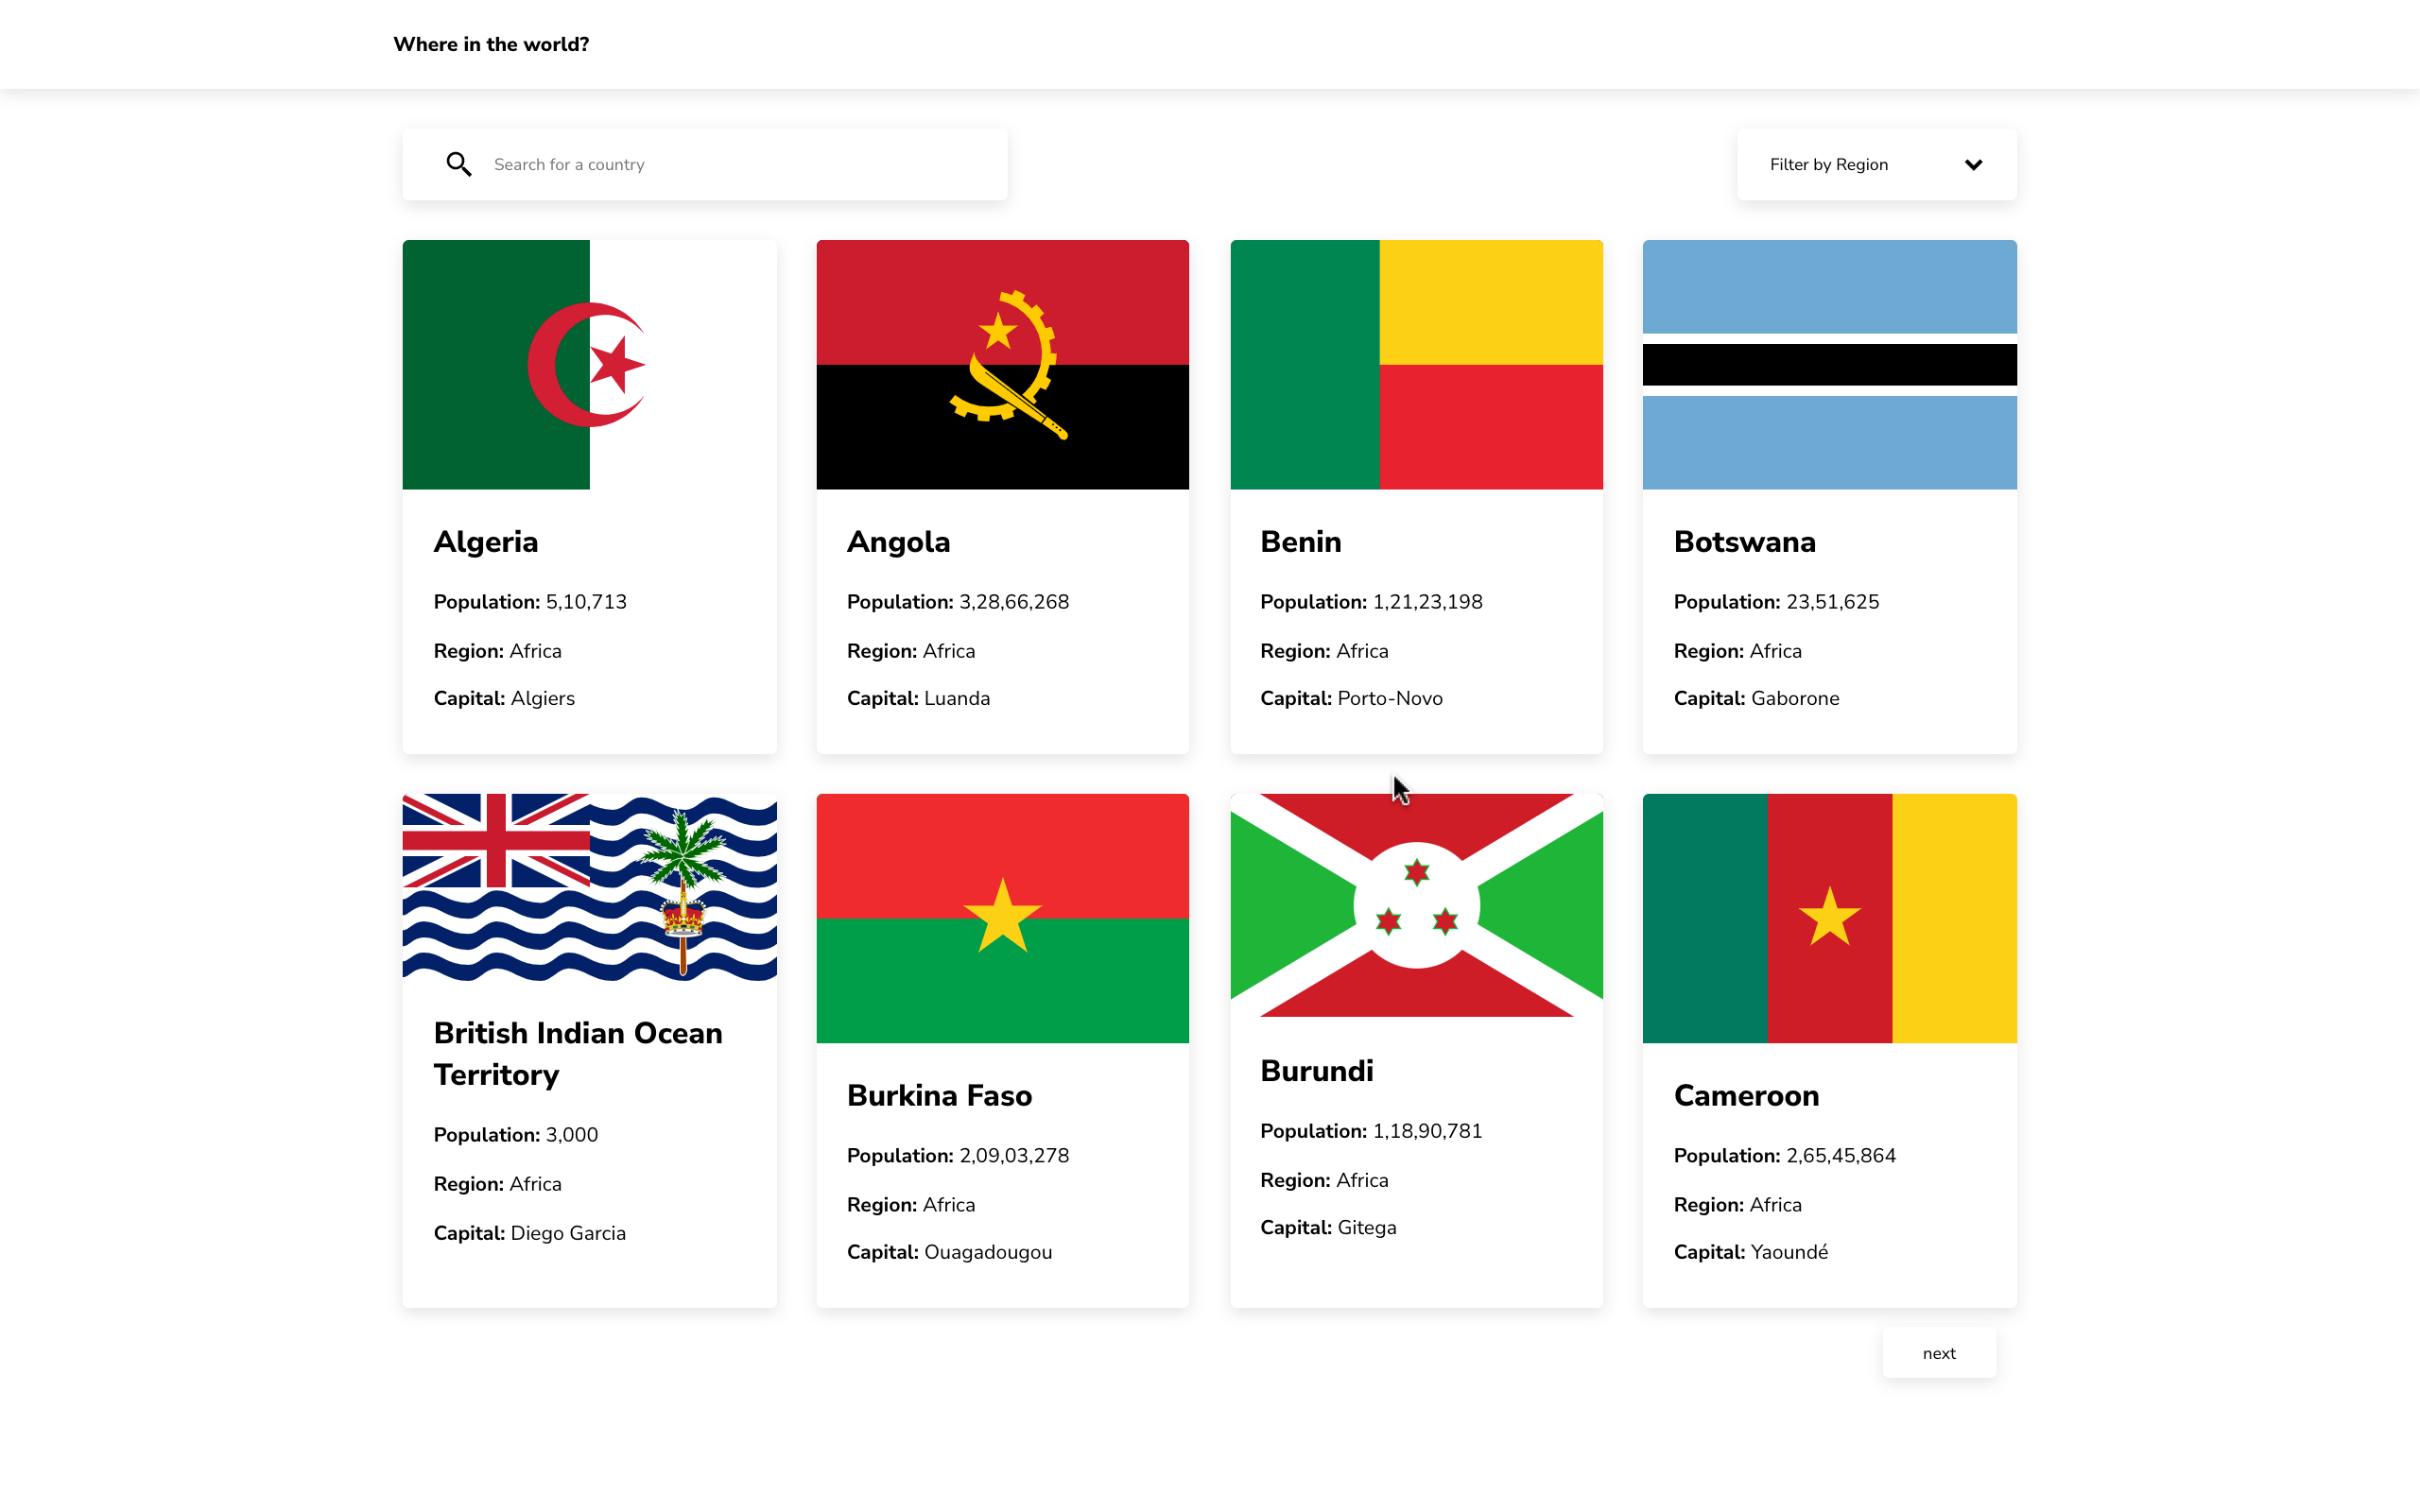 Where in the world?
Search for a country
Filter by Region
Algeria
Population: 5,10,713
Region: Africa
Capital: Algiers
Angola
Population: 3,28,66,268
Region: Africa
Capital: Luanda
Benin
Population: 1,21,23,198
Region: Africa
Capital: Porto-Novo
Botswana
Population: 23,51,625
Region: Africa
Capital: Gaborone
British Indian Ocean
Territory
Population: 3,000
Region: Africa
Capital: Diego Garcia
Burkina Faso
Population: 2,09,03,278
Region: Africa
Capital: Ouagadougou
Burundi
Population: 1,18,90,781
Region: Africa
Capital: Gitega
Cameroon
Population: 2,65,45,864
Region: Africa
Capital: Yaoundé
next